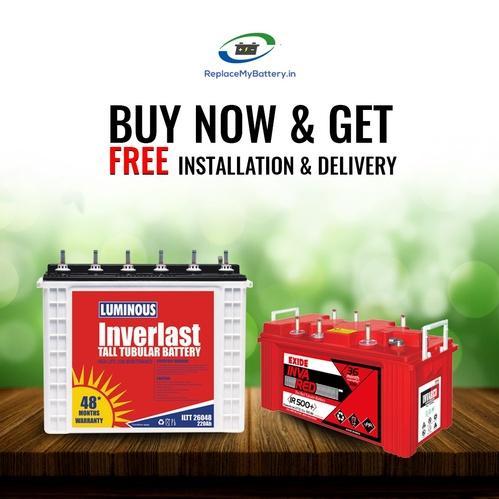 ReplaceMyBattery.in
BUY NOW & GET
FREE INSTALLATION & DELIVERY
LUMINOUS
Inverlast
TALL TUBULAR BATTERY
48*
MONTHS
WARRANTY
ILTT 26048
220Ah
EXIDE
INVA
RED
IR 500+
36